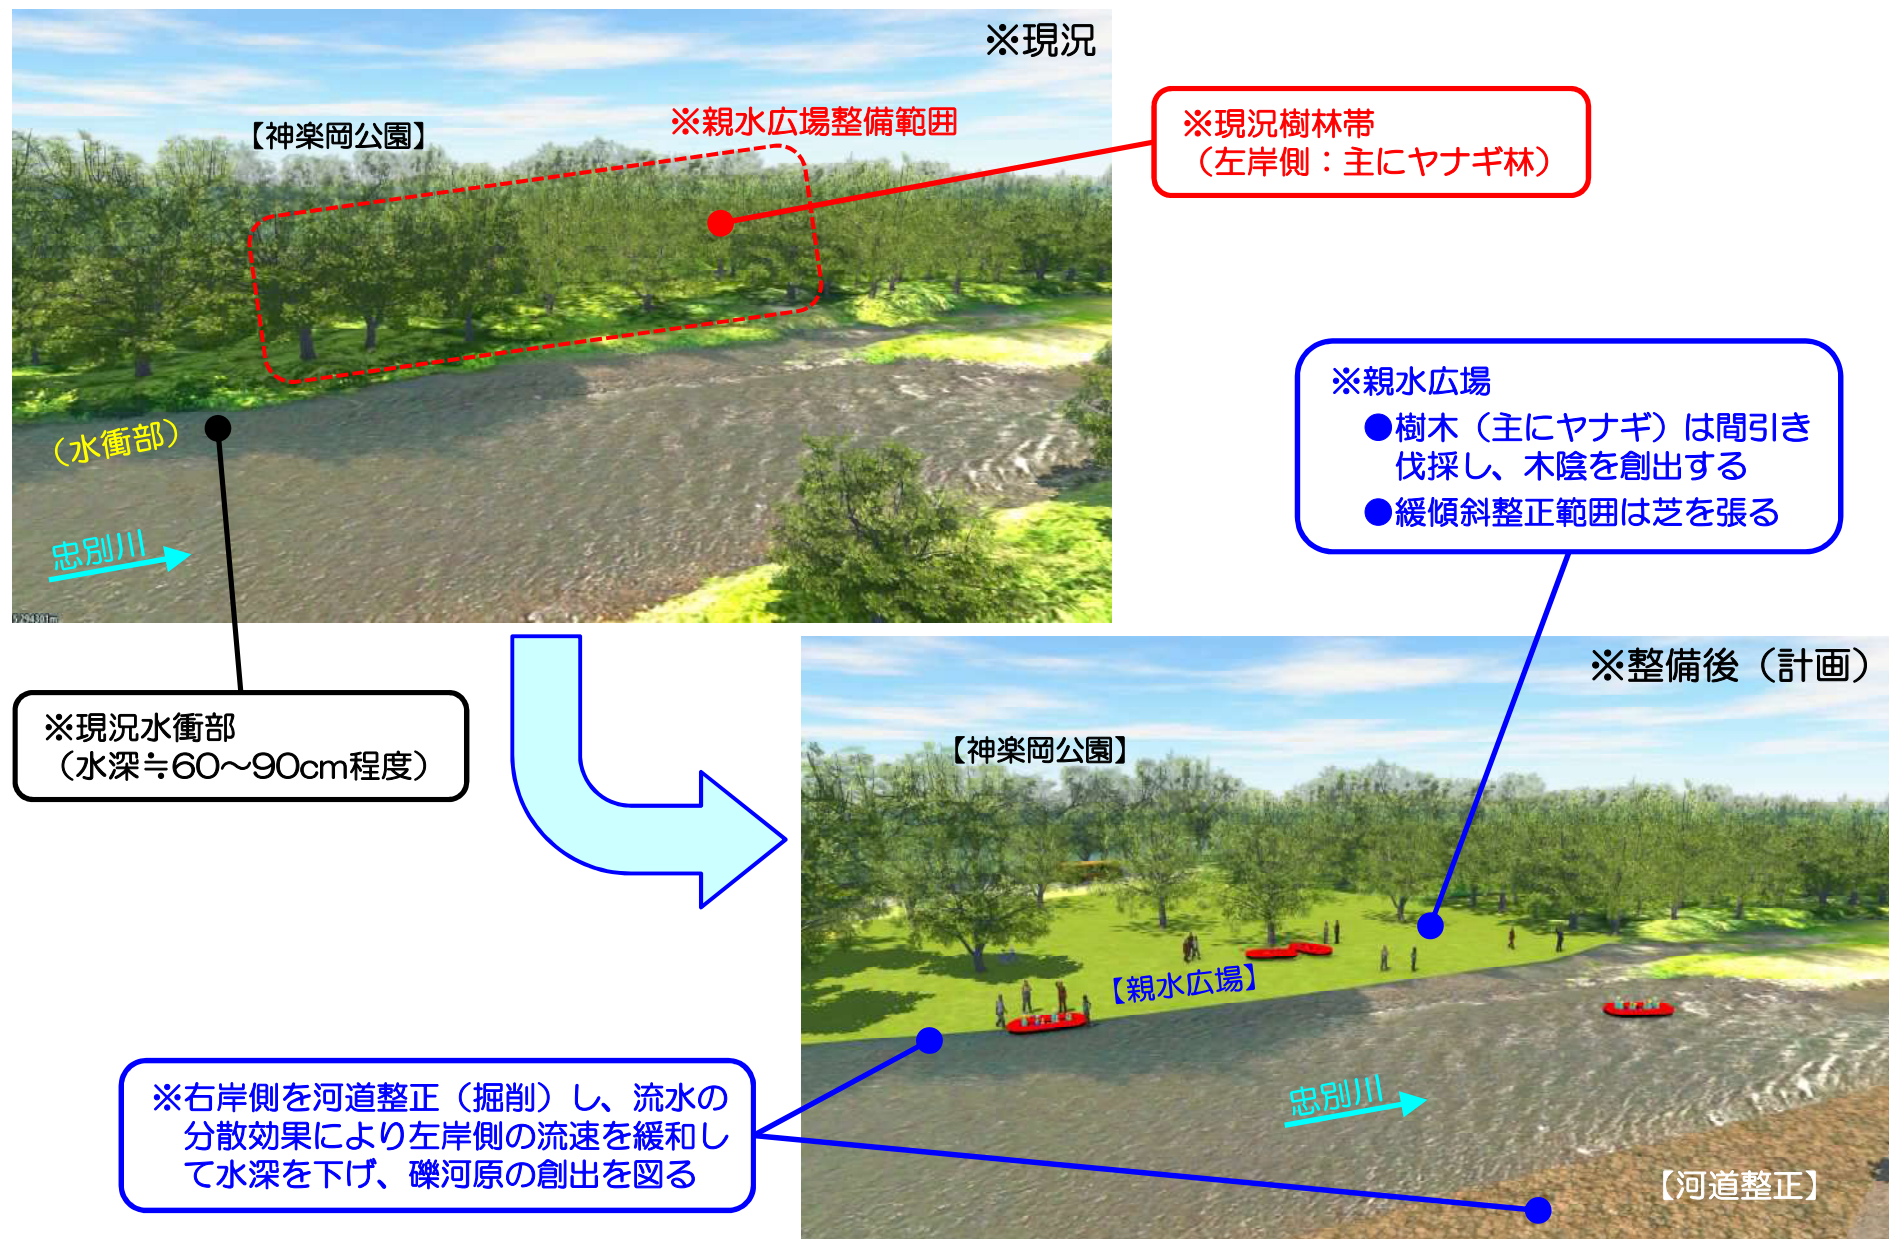 ※現況
【神楽岡公園】
※親水広場整備範囲
※現況樹林帯
（左岸側：主にヤナギ林）
（水衝部）
忠別川
※現況水衝部
（水深≒60～90cm程度）
※親水広場
●樹木（主にヤナギ）は間引き
伐採し、木陰を創出する
●緩傾斜整正範囲は芝を張る
※整備後（計画）
【神楽岡公園】
【親水広場】
忠別川
【河道整正】
※右岸側を河道整正（掘削）し、流水の
分散効果により左岸側の流速を緩和し
て水深を下げ、礫河原の創出を図る